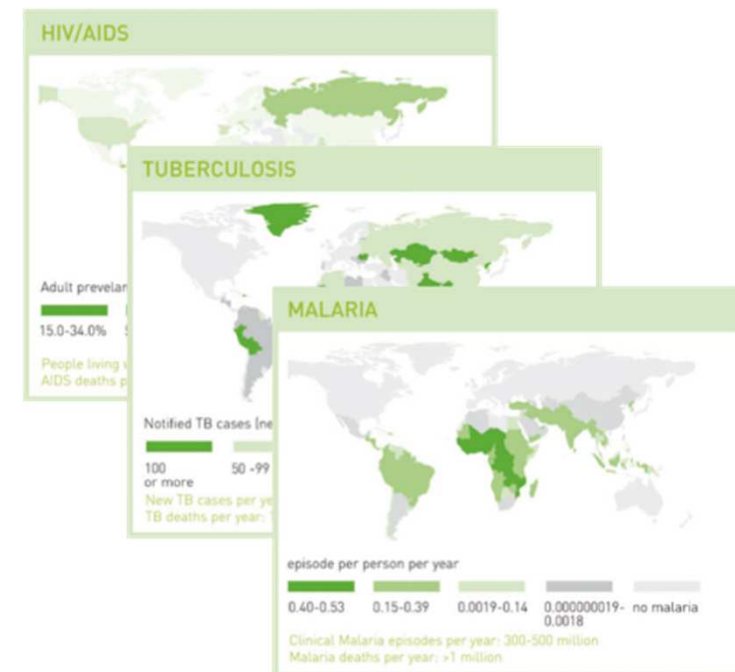 HIV/AIDS
Adult prevelan
15.0-34.0%
People living
AIDS deaths p
TUBERCULOSIS
Notified TB cases (ne
100
or more
50 -99
New TB cases per ye
TB deaths per year:
MALARIA
episode per person per year
0.40-0.53
0.15-0.39
0.0019-0.14
0.000000019-
0.0018
no malaria
Clinical Malaria episodes per year: 300-500 million
Malaria deaths per year: >1 million